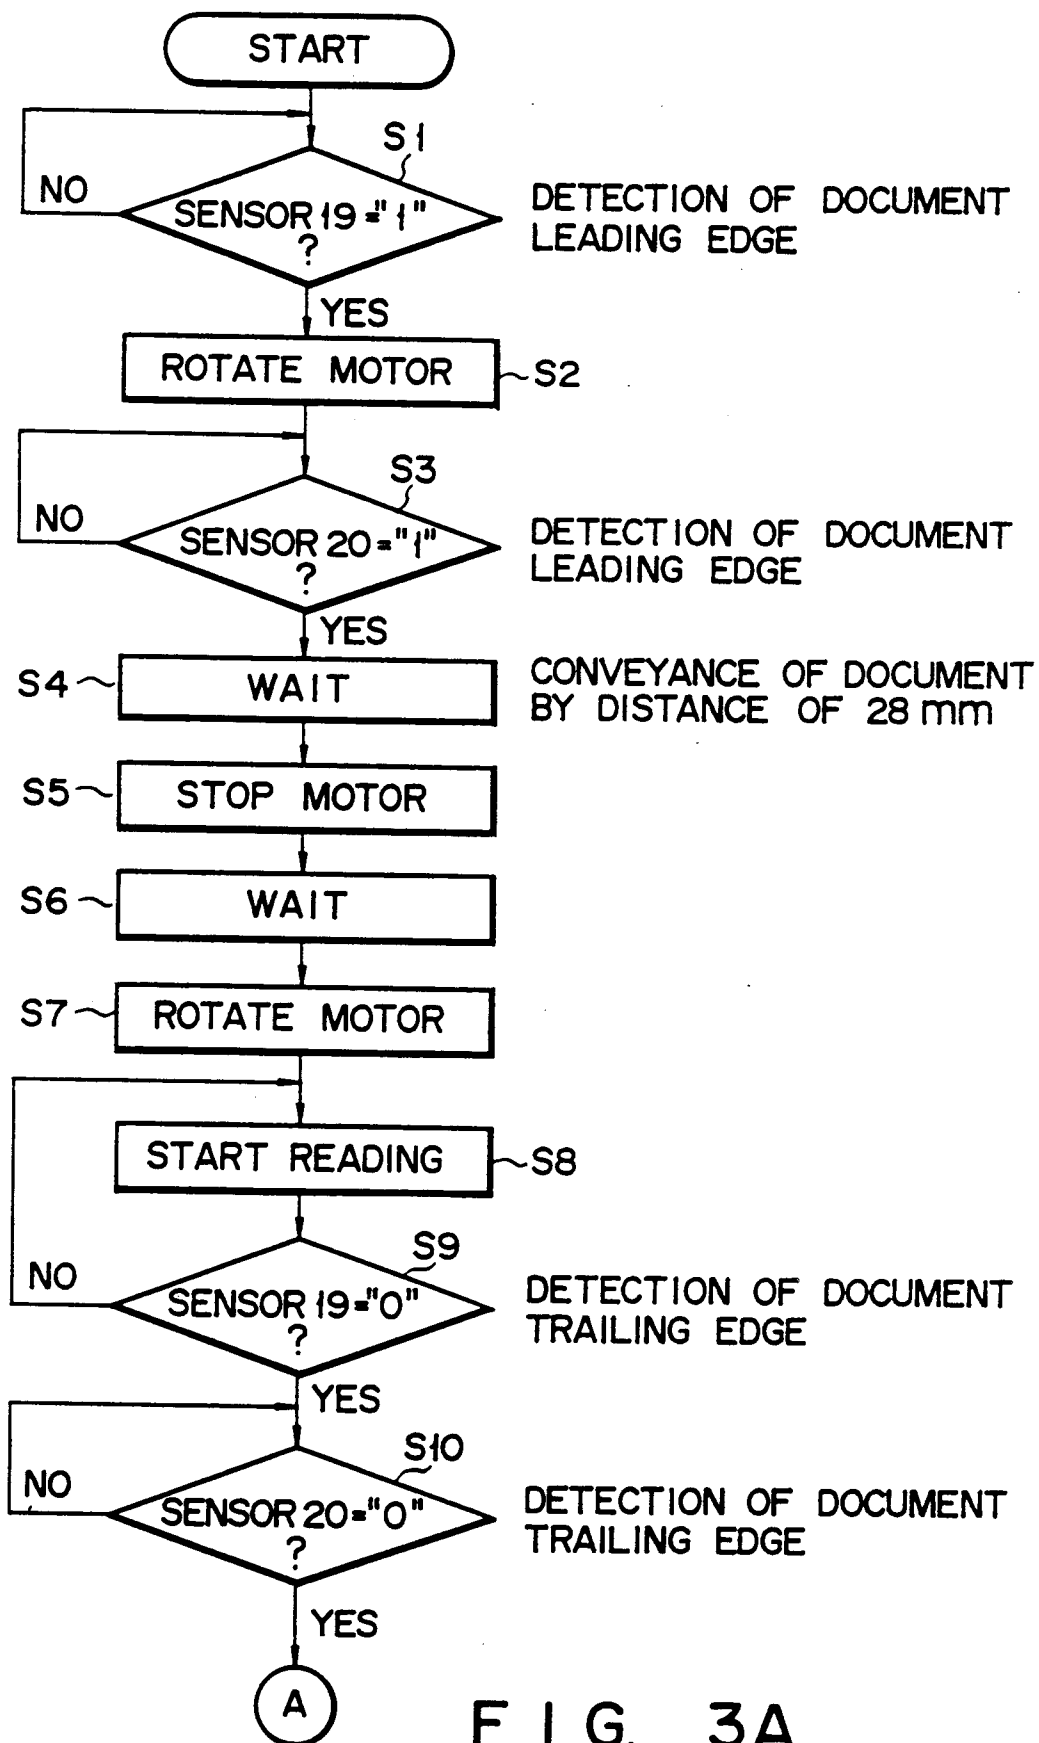 START
S1
NO
SENSOR 19="1"
?
DETECTION OF DOCUMENT
LEADING EDGE
YES
ROTATE MOTOR
S2
S3
NO
SENSOR 20="1"
?
DETECTION OF DOCUMENT
LEADING EDGE
YES
S4
WAIT
CONVEYANCE OF DOCUMENT
BY DISTANCE OF 28 mm
S5
STOP MOTOR
S6
WAIT
S7
ROTATE MOTOR
START READING
S8
S9
NO
SENSOR 19="0"
?
DETECTION OF DOCUMENT
TRAILING EDGE
YES
S10
NO
SENSOR 20="0"
?
DETECTION OF DOCUMENT
TRAILING EDGE
YES
A
FIG. 3A